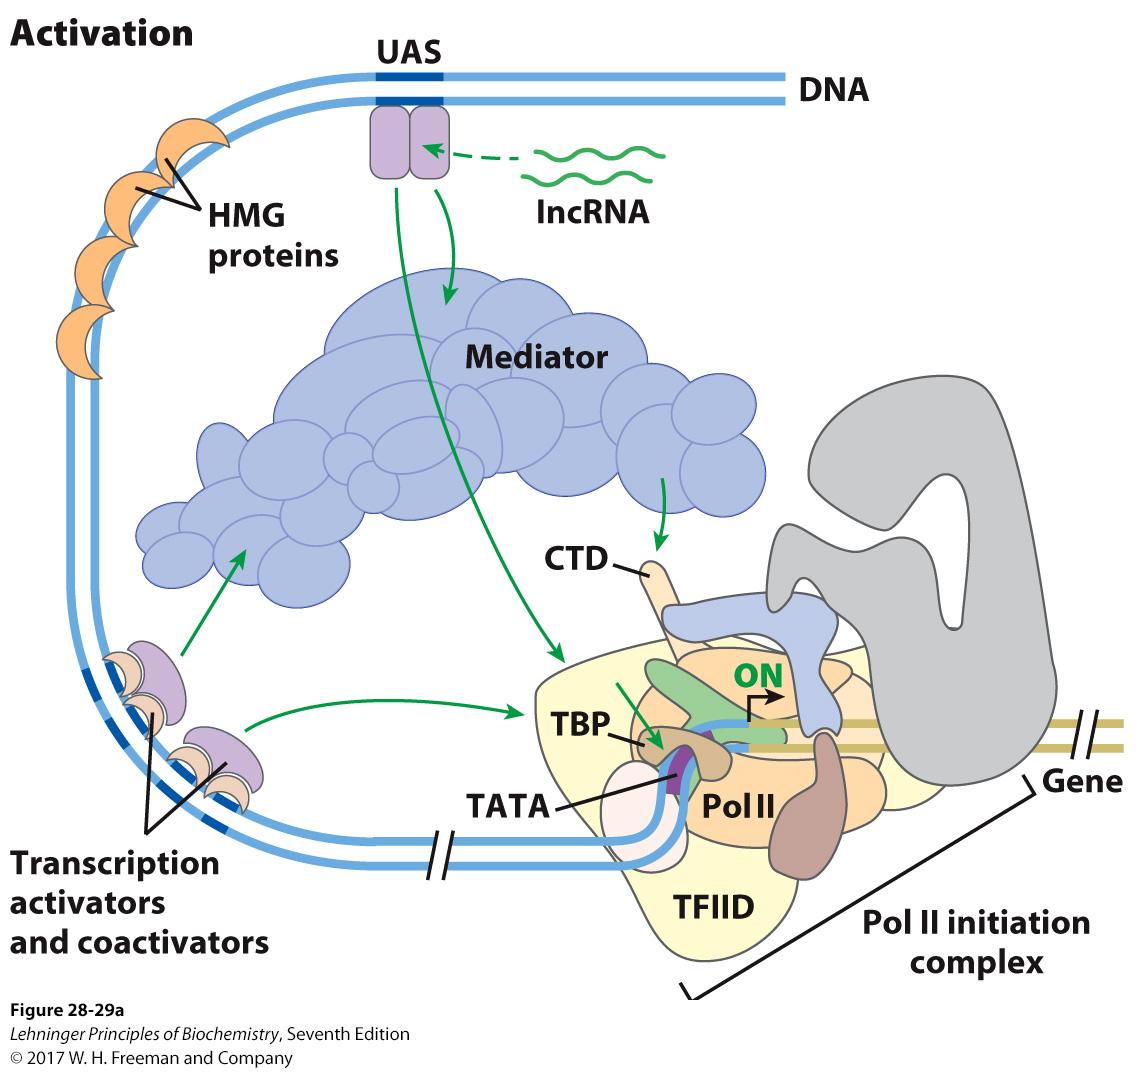 Activation
UAS
DNA
HMG
proteins
lncRNA
Mediator
CTD
ON
TBP
TATA
Pol II
Gene
Transcription
activators
and coactivators
TFIID
Pol II initiation
complex
Figure 28-29a
Lehninger Principles of Biochemistry, Seventh Edition
© 2017 W. H. Freeman and Company